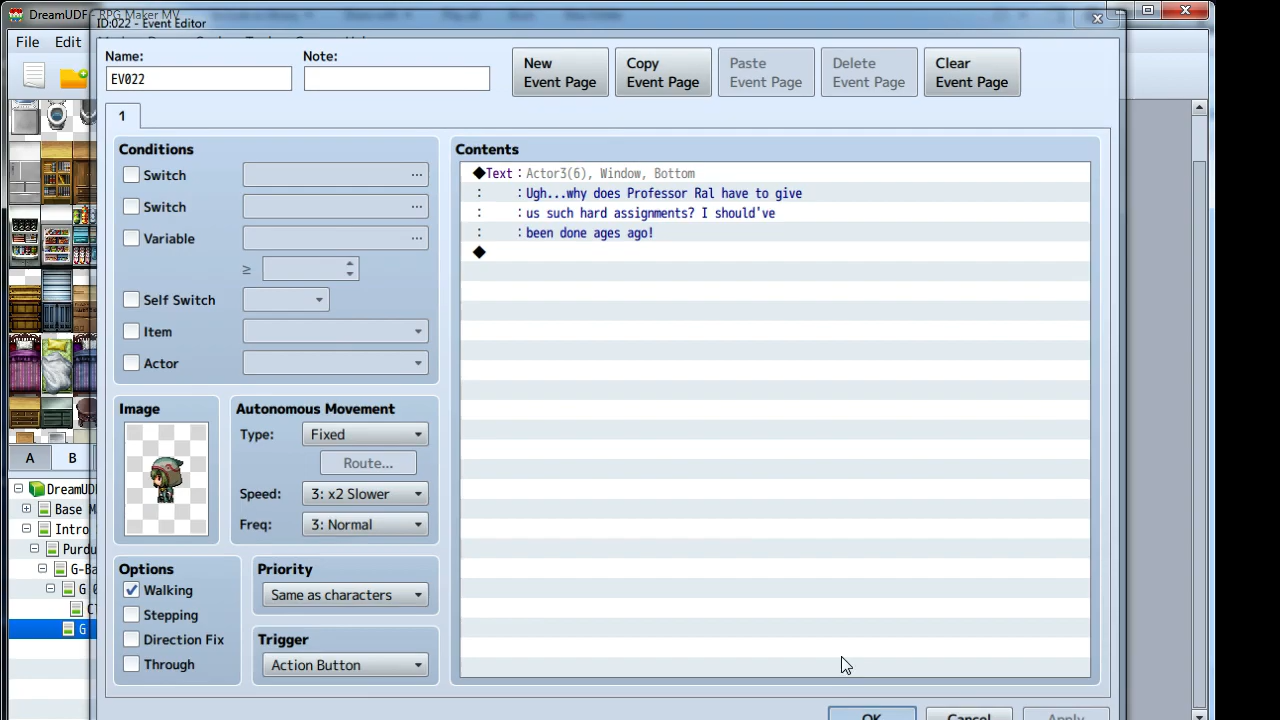 DreamUDF - RPG Maker MV
ID:022 - Event Editor
File Edit
Name:
Note:
EV022
New
Event Page
Copy
Event Page
Paste
Event Page
Delete
Event Page
Clear
Event Page
1
Conditions
Switch ...
Switch ...
Variable ...
≥
Self Switch
Item
Actor
Contents
◆Text : Actor3(6), Window, Bottom
: : Ugh...why does Professor Ral have to give
: : us such hard assignments? I should've
: : been done ages ago!
◆
Image
Autonomous Movement
Type: Fixed
Route...
Speed: 3: x2 Slower
Freq: 3: Normal
Options
Walking
Stepping
Direction Fix
Through
Priority
Same as characters
Trigger
Action Button
OK
Cancel
Apply
A B
DreamUD
Base M
Intro
Purdu
G-Ba
G
G